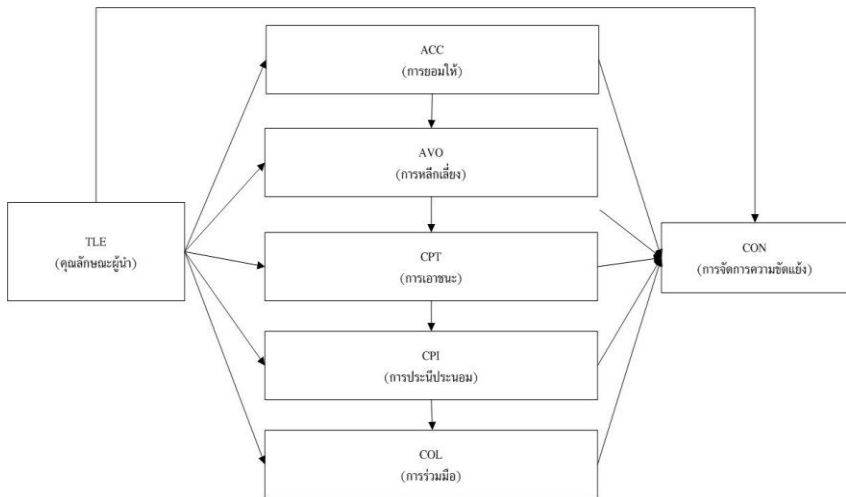 ACC
(การยอมให้)
AVO
(การหลีกเลี่ยง)
TLE
(คุณลักษณะผู้นำ)
CPT
(การเอาชนะ)
CON
(การจัดการความขัดแย้ง)
CPI
(การประนีประนอม)
COL
(การร่วมมือ)